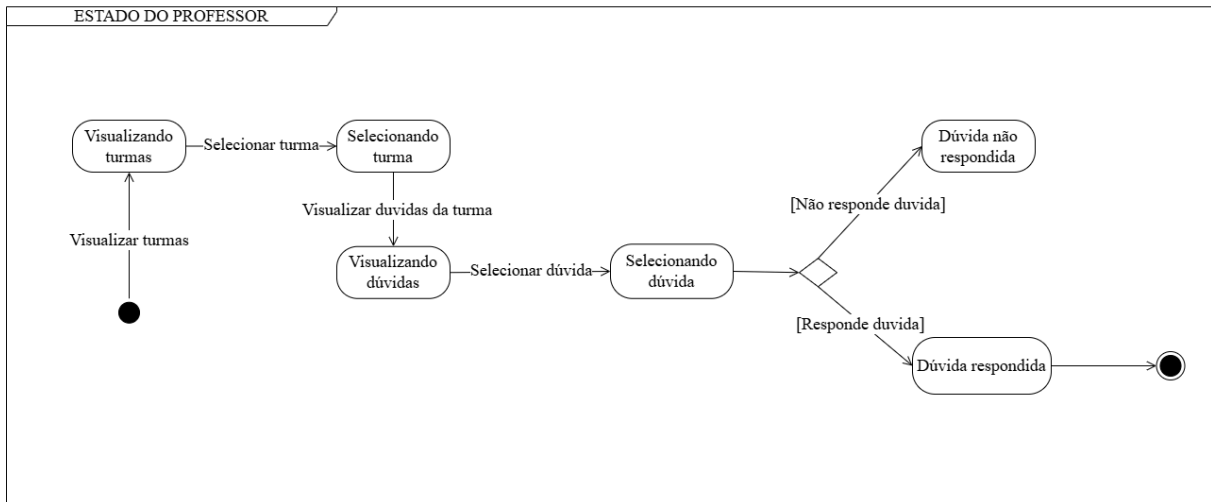 ESTADO DO PROFESSOR
Visualizando
turmas
Selecionar turma
Selecionando
turma
Dúvida não
respondida
[Não responde duvida]
Visualizar duvidas da turma
Visualizar turmas
Visualizando
dúvidas
Selecionar dúvida
Selecionando
dúvida
[Responde duvida]
Dúvida respondida